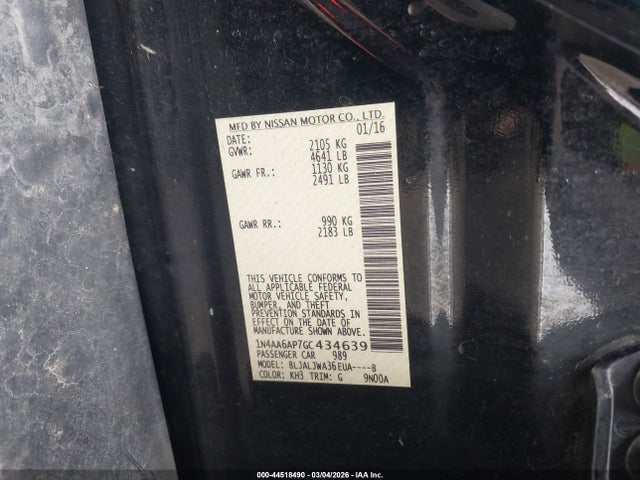 MFD BY NISSAN MOTOR CO., LTD.
DATE: 01/16
GVWR: 2105 KG
4641 LB
GAWR FR.: 1130 KG
2491 LB
GAWR RR.: 990 KG
2183 LB
THIS VEHICLE CONFORMS TO
ALL APPLICABLE FEDERAL
MOTOR VEHICLE SAFETY,
BUMPER, AND THEFT
PREVENTION STANDARDS IN
EFFECT ON THE DATE OF
MANUFACTURE SHOWN ABOVE.
1N4AA6AP7GC434639
PASSENGER CAR 989
MODEL: BLJALJWA36EUA----B
COLOR: KH3 TRIM: G 9N00A
000-44518490 - 03/04/2026 - IAA Inc.